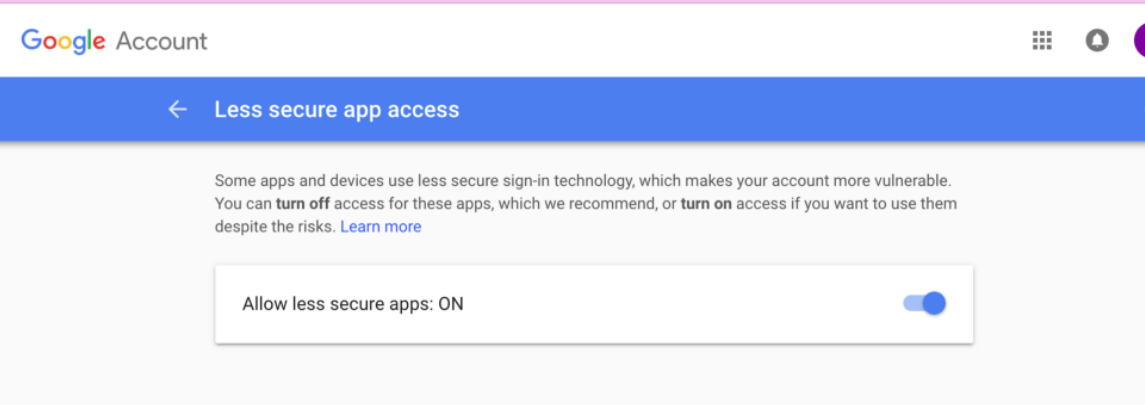 Google Account
Less secure app access
Some apps and devices use less secure sign-in technology, which makes your account more vulnerable.
You can turn off access for these apps, which we recommend, or turn on access if you want to use them
despite the risks. Learn more
Allow less secure apps: ON